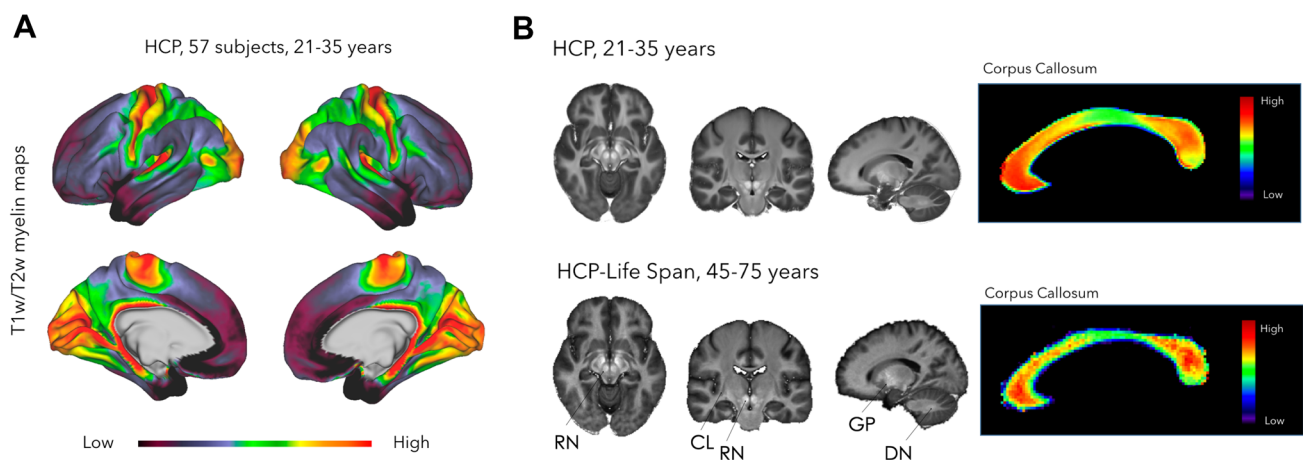 A
HCP, 57 subjects, 21-35 years
T1w/T2w myelin maps
Low
High
B
HCP, 21-35 years
Corpus Callosum
High
Low
HCP-Life Span, 45-75 years
Corpus Callosum
High
Low
RN
CL
RN
GP
DN